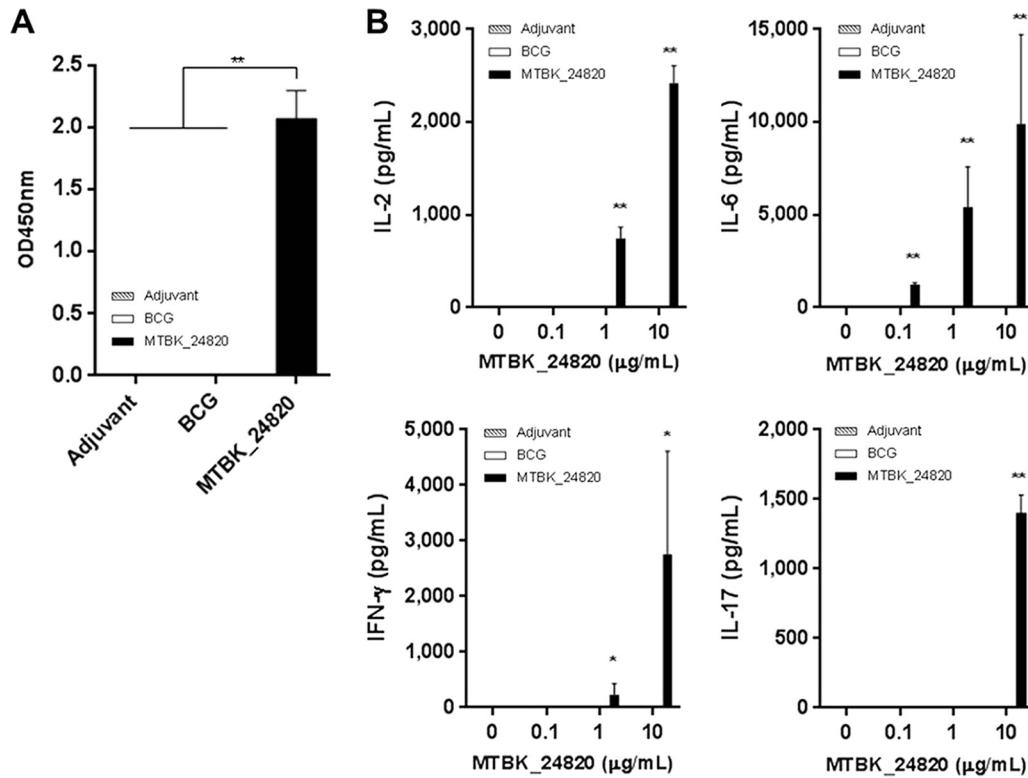 A
**
2.5
2.0
1.5
1.0
0.5
0.0
OD450nm
Adjuvant
BCG
MTBK_24820
Adjuvant
BCG
MTBK_24820
B
Adjuvant
BCG
MTBK_24820
3,000
2,000
1,000
0
IL-2 (pg/mL)
**
**
0 0.1 1 10
MTBK_24820 (μg/mL)
Adjuvant
BCG
MTBK_24820
15,000
10,000
5,000
0
IL-6 (pg/mL)
**
**
**
0 0.1 1 10
MTBK_24820 (μg/mL)
Adjuvant
BCG
MTBK_24820
5,000
4,000
3,000
2,000
1,000
0
IFN-γ (pg/mL)
*
*
0 0.1 1 10
MTBK_24820 (μg/mL)
Adjuvant
BCG
MTBK_24820
2,000
1,500
1,000
500
0
IL-17 (pg/mL)
**
0 0.1 1 10
MTBK_24820 (μg/mL)